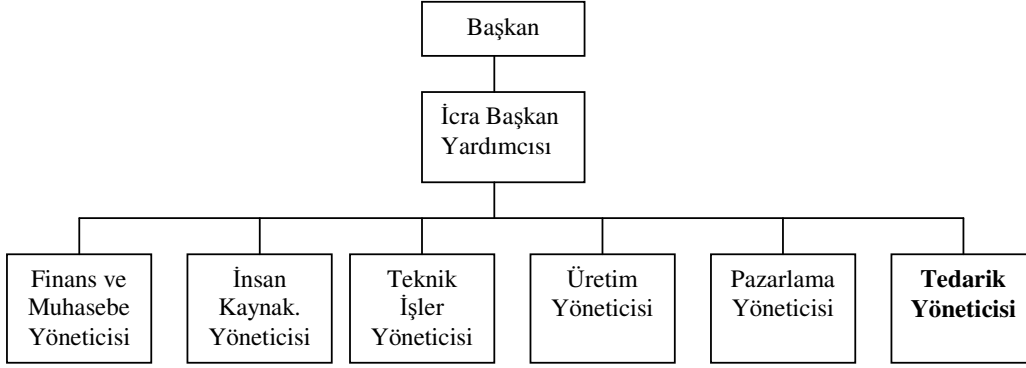 Başkan
İcra Başkan
Yardımcısı
Finans ve
Muhasebe
Yöneticisi
İnsan
Kaynak.
Yöneticisi
Teknik
İşler
Yöneticisi
Üretim
Yöneticisi
Pazarlama
Yöneticisi
Tedarik
Yöneticisi